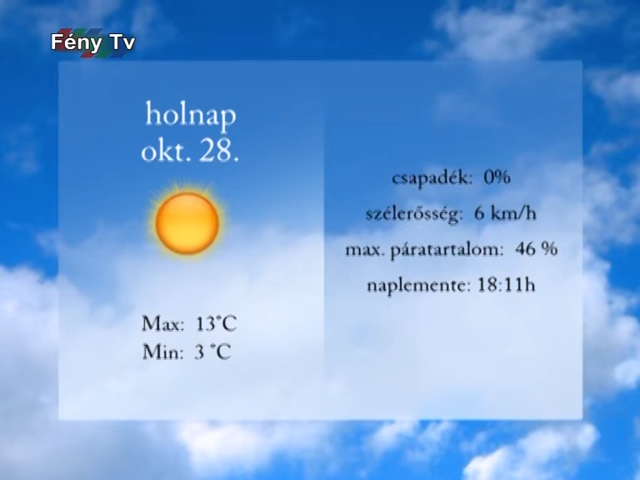 Fény Tv
holnap
okt. 28.
Max: 13°C
Min: 3 °C
csapadék: 0%
szélerősség: 6 km/h
max. páratartalom: 46 %
naplemente: 18:11h